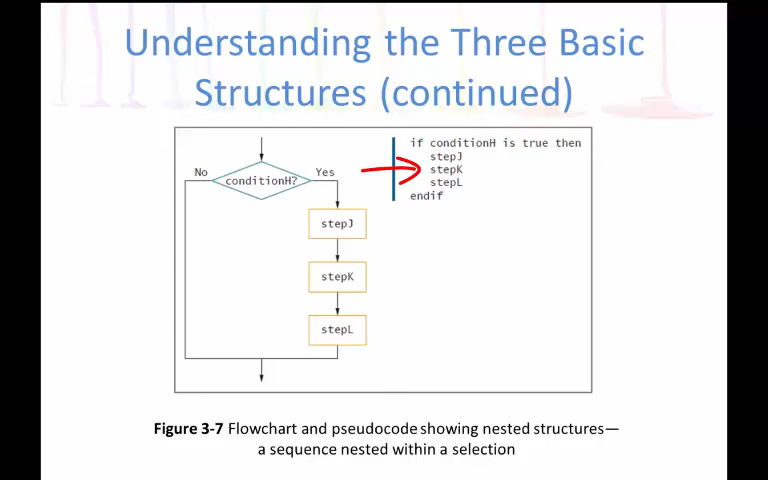 Understanding the Three Basic
Structures (continued)
No
conditionH?
Yes
stepJ
stepK
stepL
if conditionH is true then
stepJ
stepK
stepL
endif
Figure 3-7 Flowchart and pseudocode showing nested structures—
a sequence nested within a selection